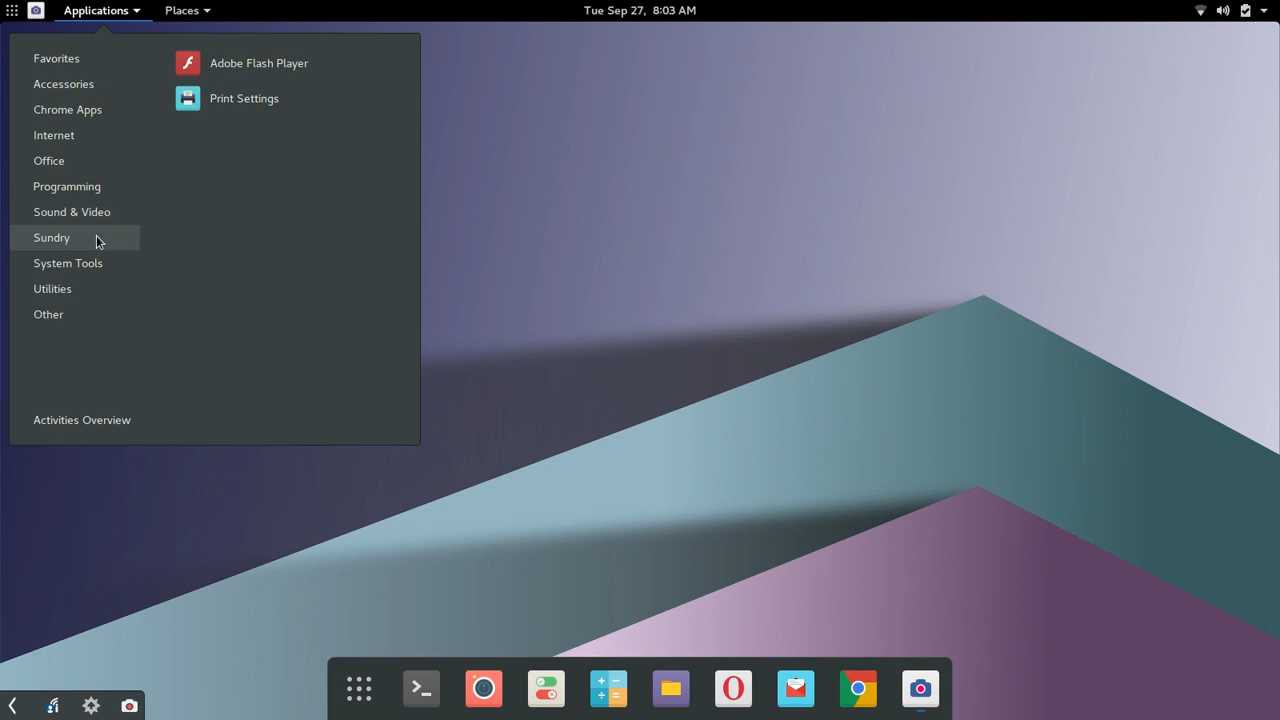 Applications
Places
Tue Sep 27, 8:03 AM
Favorites
Accessories
Chrome Apps
Internet
Office
Programming
Sound & Video
Sundry
System Tools
Utilities
Other
Activities Overview
Adobe Flash Player
Print Settings